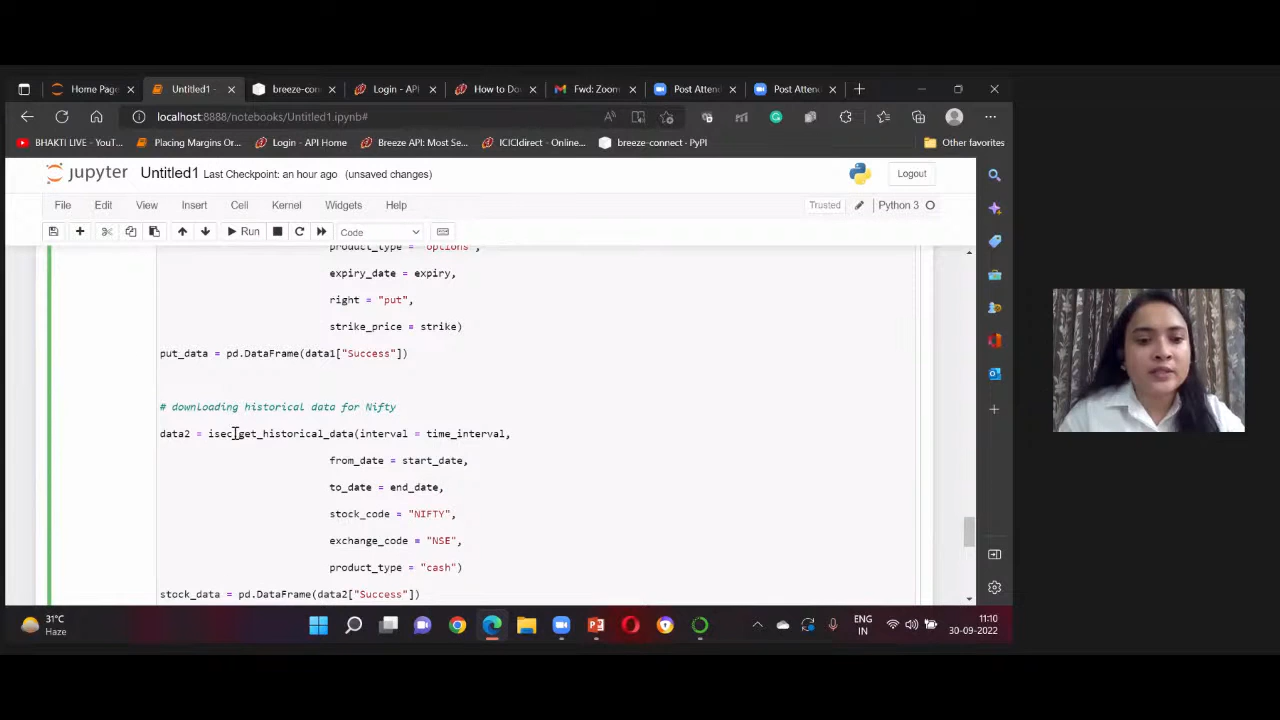 Home Page
Untitled1 -
breeze-con
Login - API
How to Do
Fwd: Zoom
Post Attend
Post Attend
localhost:8888/notebooks/Untitled1.ipynb#
BHAKTI LIVE - YouT...
Placing Margins Or...
Login - API Home
Breeze API: Most Se...
ICICIdirect - Online...
breeze-connect · PyPI
Other favorites
jupyter Untitled1 Last Checkpoint: an hour ago (unsaved changes)
Logout
File Edit View Insert Cell Kernel Widgets Help
Trusted
Python 3
Run
Code
product_type = "options",
expiry_date = expiry,
right = "put",
strike_price = strike)
put_data = pd.DataFrame(data1["Success"])
# downloading historical data for Nifty
data2 = isec.get_historical_data(interval = time_interval,
from_date = start_date,
to_date = end_date,
stock_code = "NIFTY",
exchange_code = "NSE",
product_type = "cash")
stock_data = pd.DataFrame(data2["Success"])
31°C
Haze
ENG
IN
11:10
30-09-2022